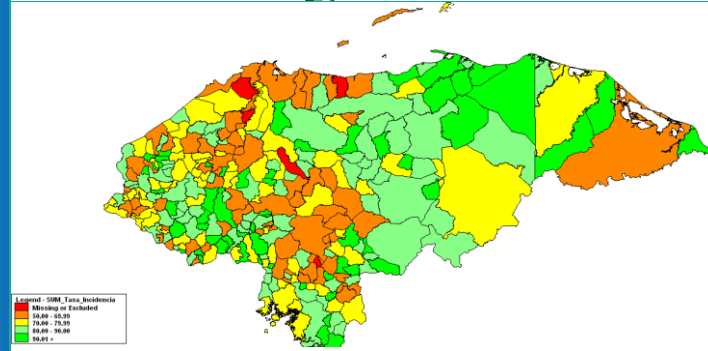 Legend - SUM_Tasa_Incidencia
Missing or Excluded
50,00 - 69,99
70,00 - 79,99
80,00 - 90,00
90,01 +